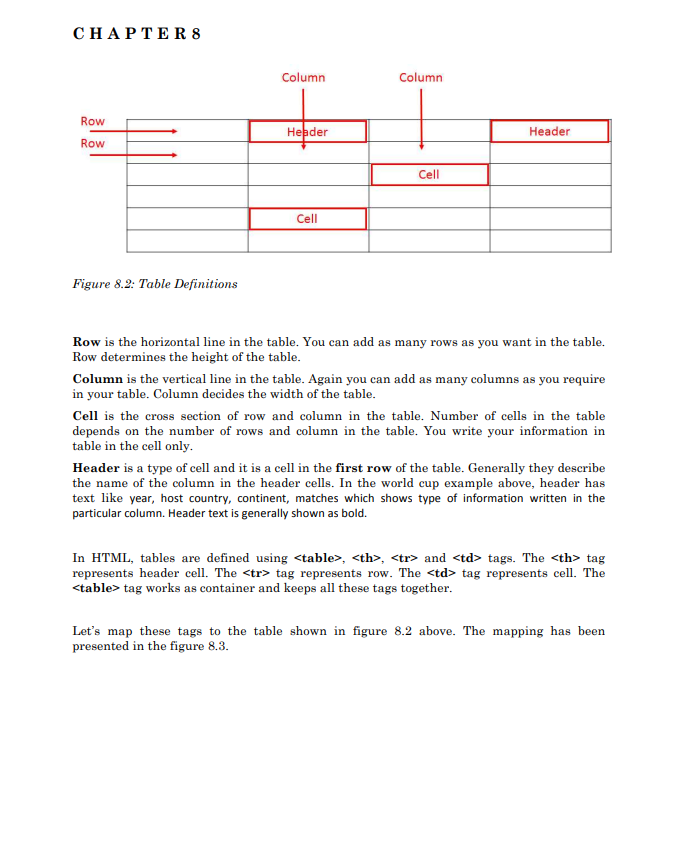 C H A P T E R 8
Column Column
Row
Header Header
Row
Cell
Cell
Figure 8.2: Table Definitions
Row is the horizontal line in the table. You can add as many rows as you want in the table.
Row determines the height of the table.
Column is the vertical line in the table. Again you can add as many columns as you require
in your table. Column decides the width of the table.
Cell is the cross section of row and column in the table. Number of cells in the table
depends on the number of rows and column in the table. You write your information in
table in the cell only.
Header is a type of cell and it is a cell in the first row of the table. Generally they describe
the name of the column in the header cells. In the world cup example above, header has
text like year, host country, continent, matches which shows type of information written in the
particular column. Header text is generally shown as bold.
In HTML, tables are defined using <table>, <th>, <tr> and <td> tags. The <th> tag
represents header cell. The <tr> tag represents row. The <td> tag represents cell. The
<table> tag works as container and keeps all these tags together.
Let's map these tags to the table shown in figure 8.2 above. The mapping has been
presented in the figure 8.3.